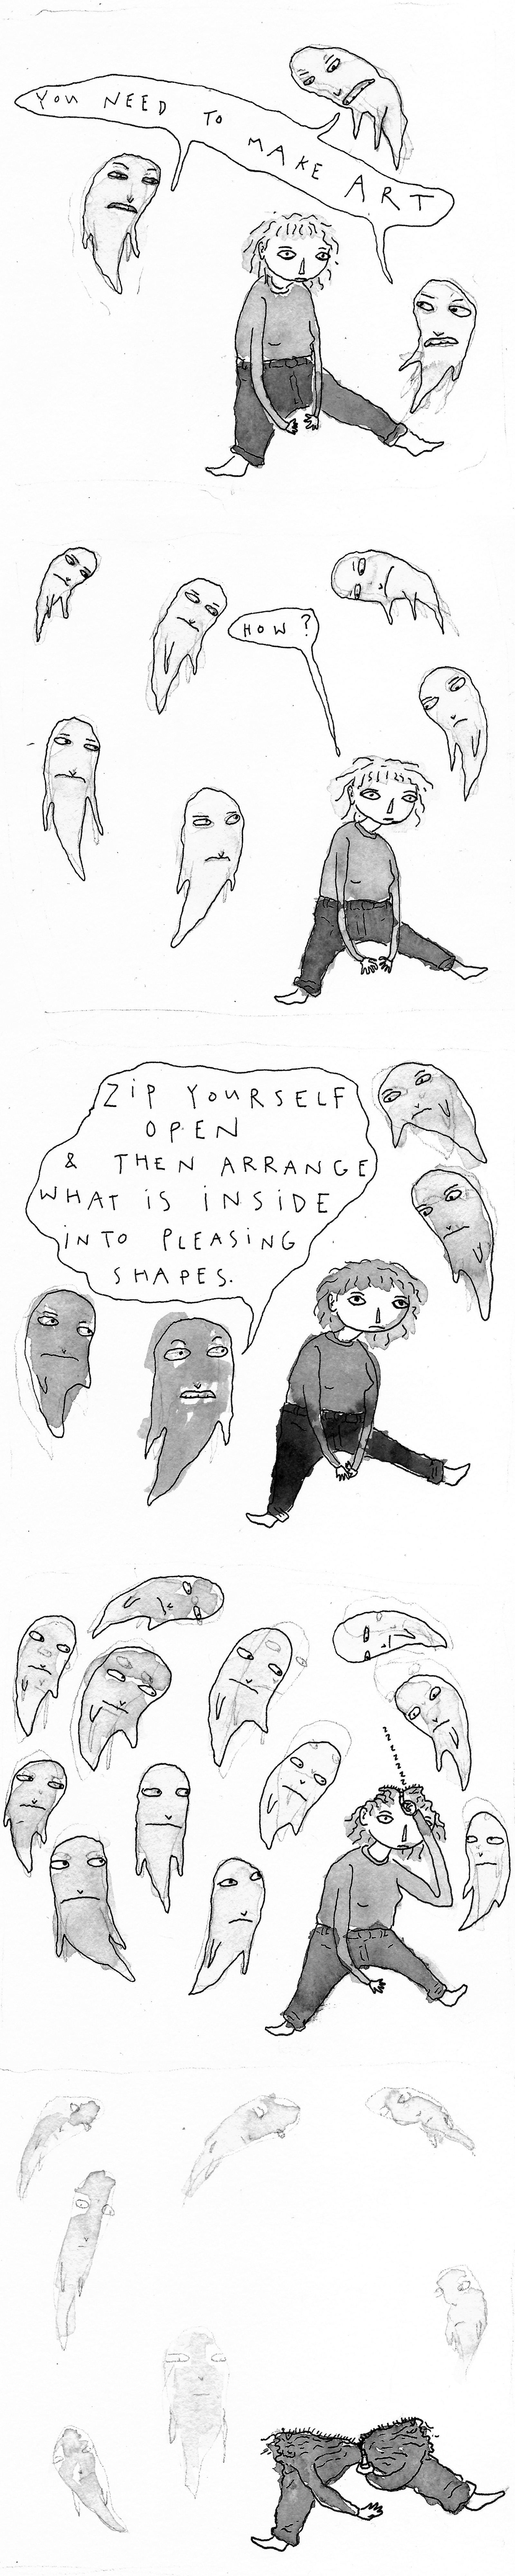 YOU NEED TO MAKE ART
HOW?
ZIP YOURSELF
OPEN
& THEN ARRANGE
WHAT IS INSIDE
INTO PLEASING
SHAPES.
zzzzzzz